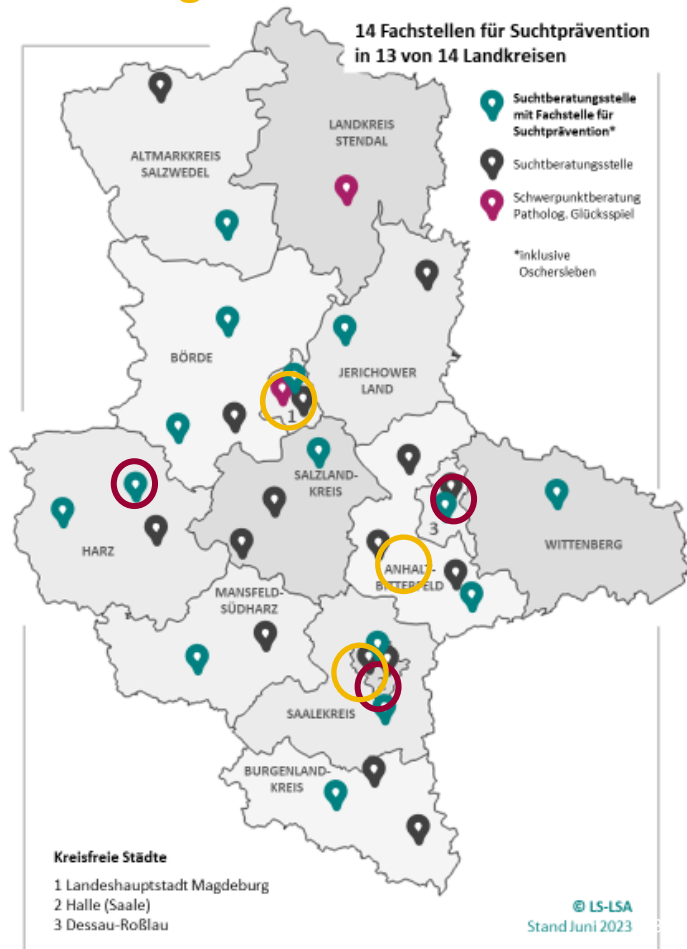 14 Fachstellen für Suchtprävention
in 13 von 14 Landkreisen
Suchtberatungsstelle
mit Fachstelle für
Suchtprävention*
Suchtberatungsstelle
Schwerpunktberatung
Patholog. Glücksspiel
*inklusive
Oschersleben
ALTMARKKREIS
SALZWEDEL
LANDKREIS
STENDAL
BÖRDE
JERICHOWER
LAND
1
SALZLAND-
KREIS
HARZ
3
WITTENBERG
ANHALT-
BITTERFELD
MANSFELD-
SÜDHARZ
SAALEKREIS
BURGENLAND-
KREIS
Kreisfreie Städte
1 Landeshauptstadt Magdeburg
2 Halle (Saale)
3 Dessau-Roßlau
© LS-LSA
Stand Juni 2023